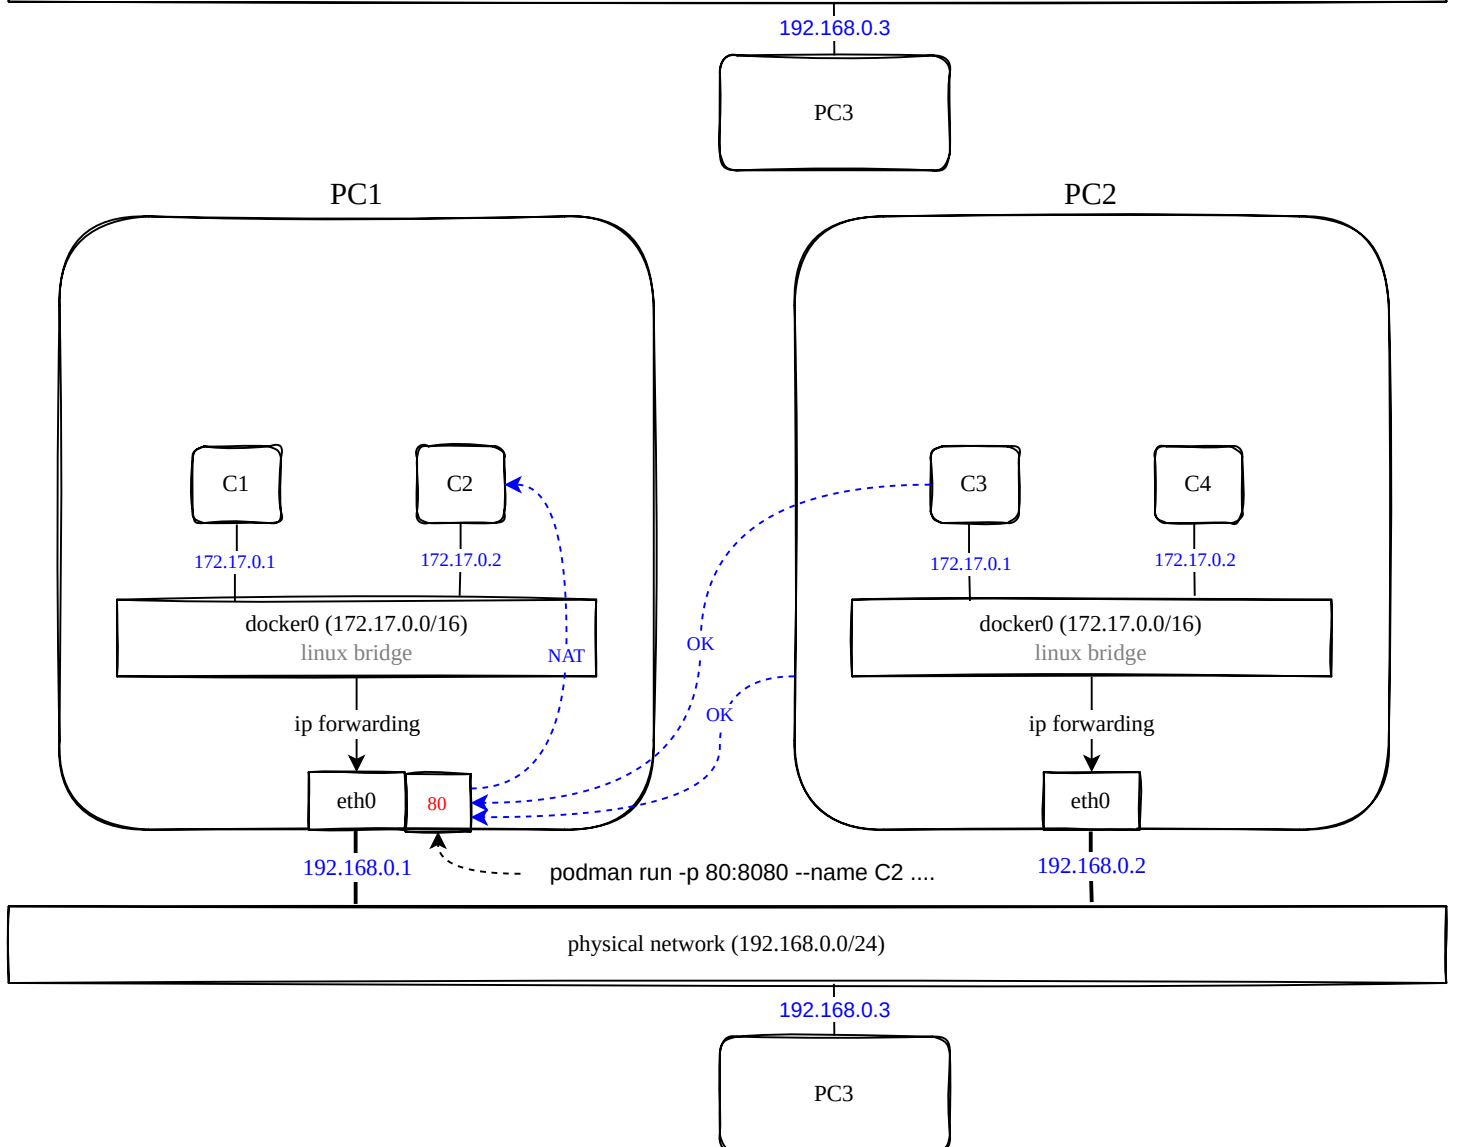 192.168.0.3
PC3
PC1
PC2
C1
C2
C3
C4
172.17.0.1
172.17.0.2
172.17.0.1
172.17.0.2
docker0 (172.17.0.0/16)
linux bridge
NAT
OK
docker0 (172.17.0.0/16)
linux bridge
OK
ip forwarding
ip forwarding
eth0
80
eth0
192.168.0.1
podman run -p 80:8080 --name C2 ....
192.168.0.2
physical network (192.168.0.0/24)
192.168.0.3
PC3